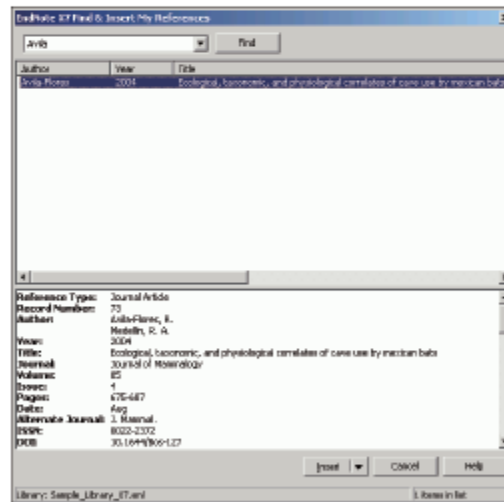 EndNote X7 Find & Insert My References
Avila Find
Author Year Title
Avila-Flores 2004 Ecological, taxonomic, and physiological correlates of cave use by mexican bats
Reference Type: Journal Article
Record Number: 73
Author: Avila-Flores, R.
Medellin, R. A.
Year: 2004
Title: Ecological, taxonomic, and physiological correlates of cave use by mexican bats
Journal: Journal of Mammalogy
Volume: 85
Issue: 4
Pages: 675-687
Date: Aug
Alternate Journal: J. Mammal.
ISSN: 0022-2372
DOI: 10.1644/Bos-127
Insert Cancel Help
Library: Sample_Library_X7.enl 1 items in list